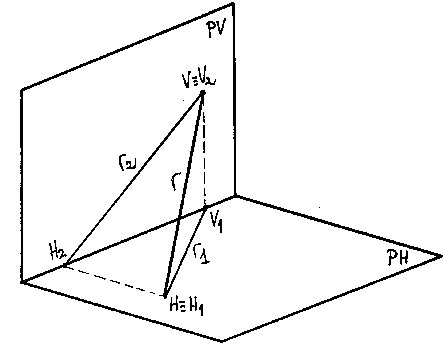 PV
V≡V₂
r₂
r
V₁
H₂
r₁
PH
H≡H₁